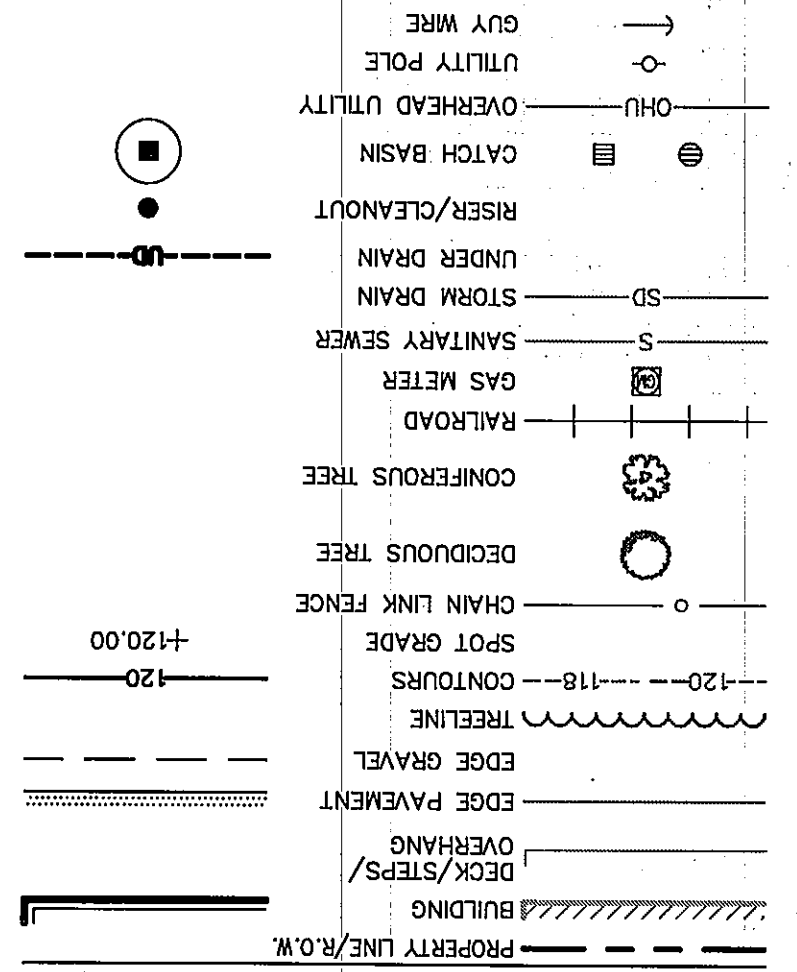 PROPERTY LINE/R.O.W.
BUILDING
DECK/STEPS/
OVERHANG
EDGE PAVEMENT
EDGE GRAVEL
TREELINE
120 118 CONTOURS 120
SPOT GRADE +120.00
CHAIN LINK FENCE
DECIDUOUS TREE
CONIFEROUS TREE
RAILROAD
GM GAS METER
S SANITARY SEWER
SD STORM DRAIN
UNDER DRAIN UD
RISER/CLEANOUT
CATCH BASIN
OHU OVERHEAD UTILITY
UTILITY POLE
GUY WIRE